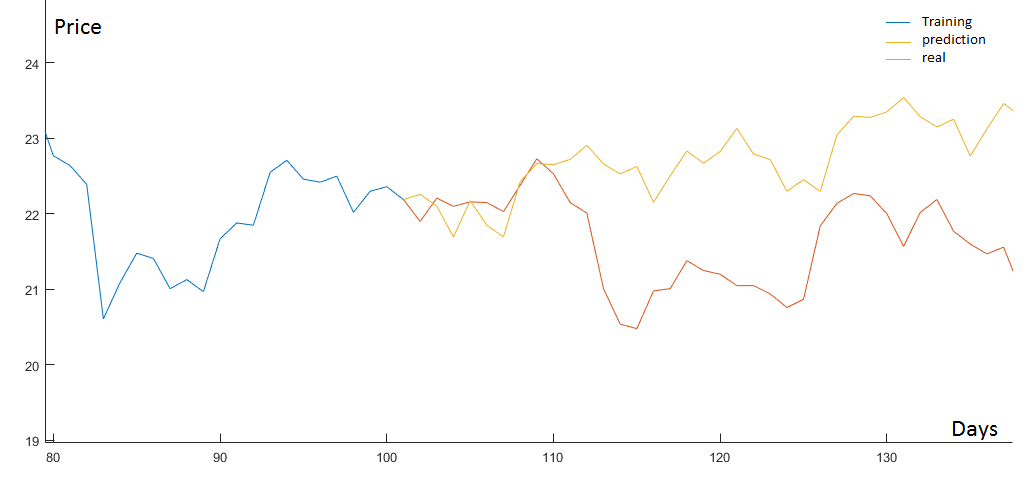 Price
Training
prediction
real
24
23
22
21
20
19
Days
80 90 100 110 120 130